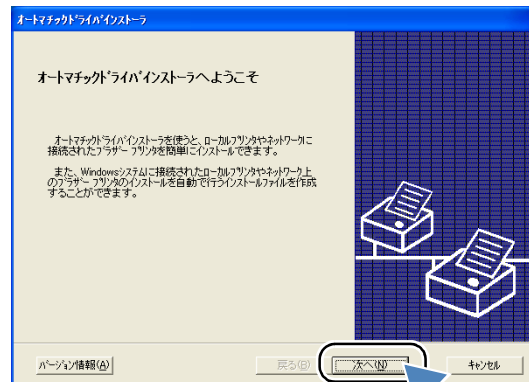 オートマチックドライバインストーラ
オートマチックドライバインストーラへようこそ
オートマチックドライバインストーラを使うと、ローカルプリンタやネットワークに
接続されたブラザー プリンタを簡単にインストールできます。
また、Windowsシステムに接続されたローカルプリンタやネットワーク上
のブラザー プリンタのインストールを自動で行うインストールファイルを作成
することができます。
バージョン情報(A)
戻る(B)
次へ(N)
キャンセル